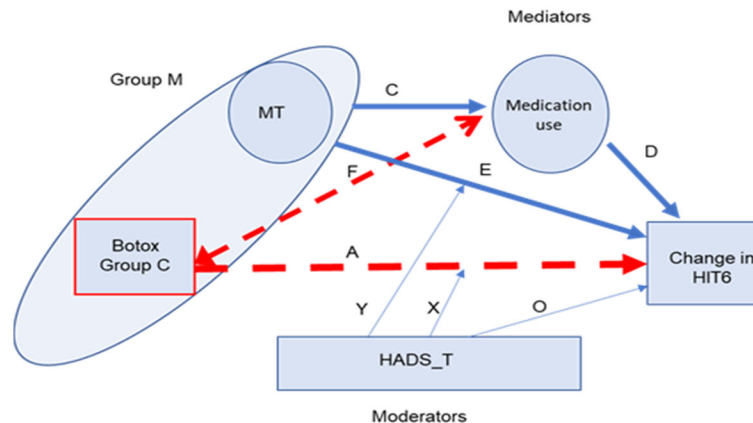 Mediators
Group M
C
MT
Medication
use
D
F
E
Botox
Group C
A
Change in
HIT6
Y
X
O
HADS_T
Moderators